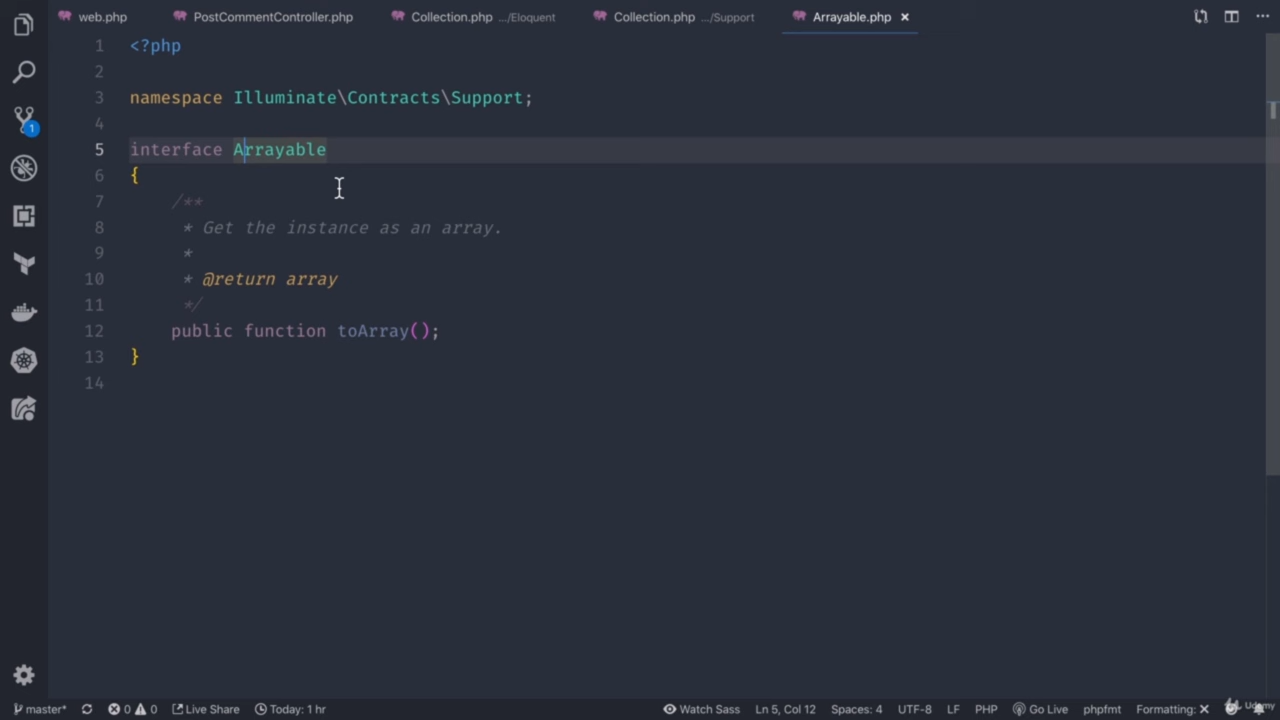 web.php PostCommentController.php Collection.php .../Eloquent Collection.php .../Support Arrayable.php
1 <?php
2
3 namespace Illuminate\Contracts\Support;
4
5 interface Arrayable
6 {
7 /**
8 * Get the instance as an array.
9 *
10 * @return array
11 */
12 public function toArray();
13 }
14
1
master* 0 0 Live Share Today: 1 hr Watch Sass Ln 5, Col 12 Spaces: 4 UTF-8 LF PHP Go Live phpfmt Formatting: Udemy